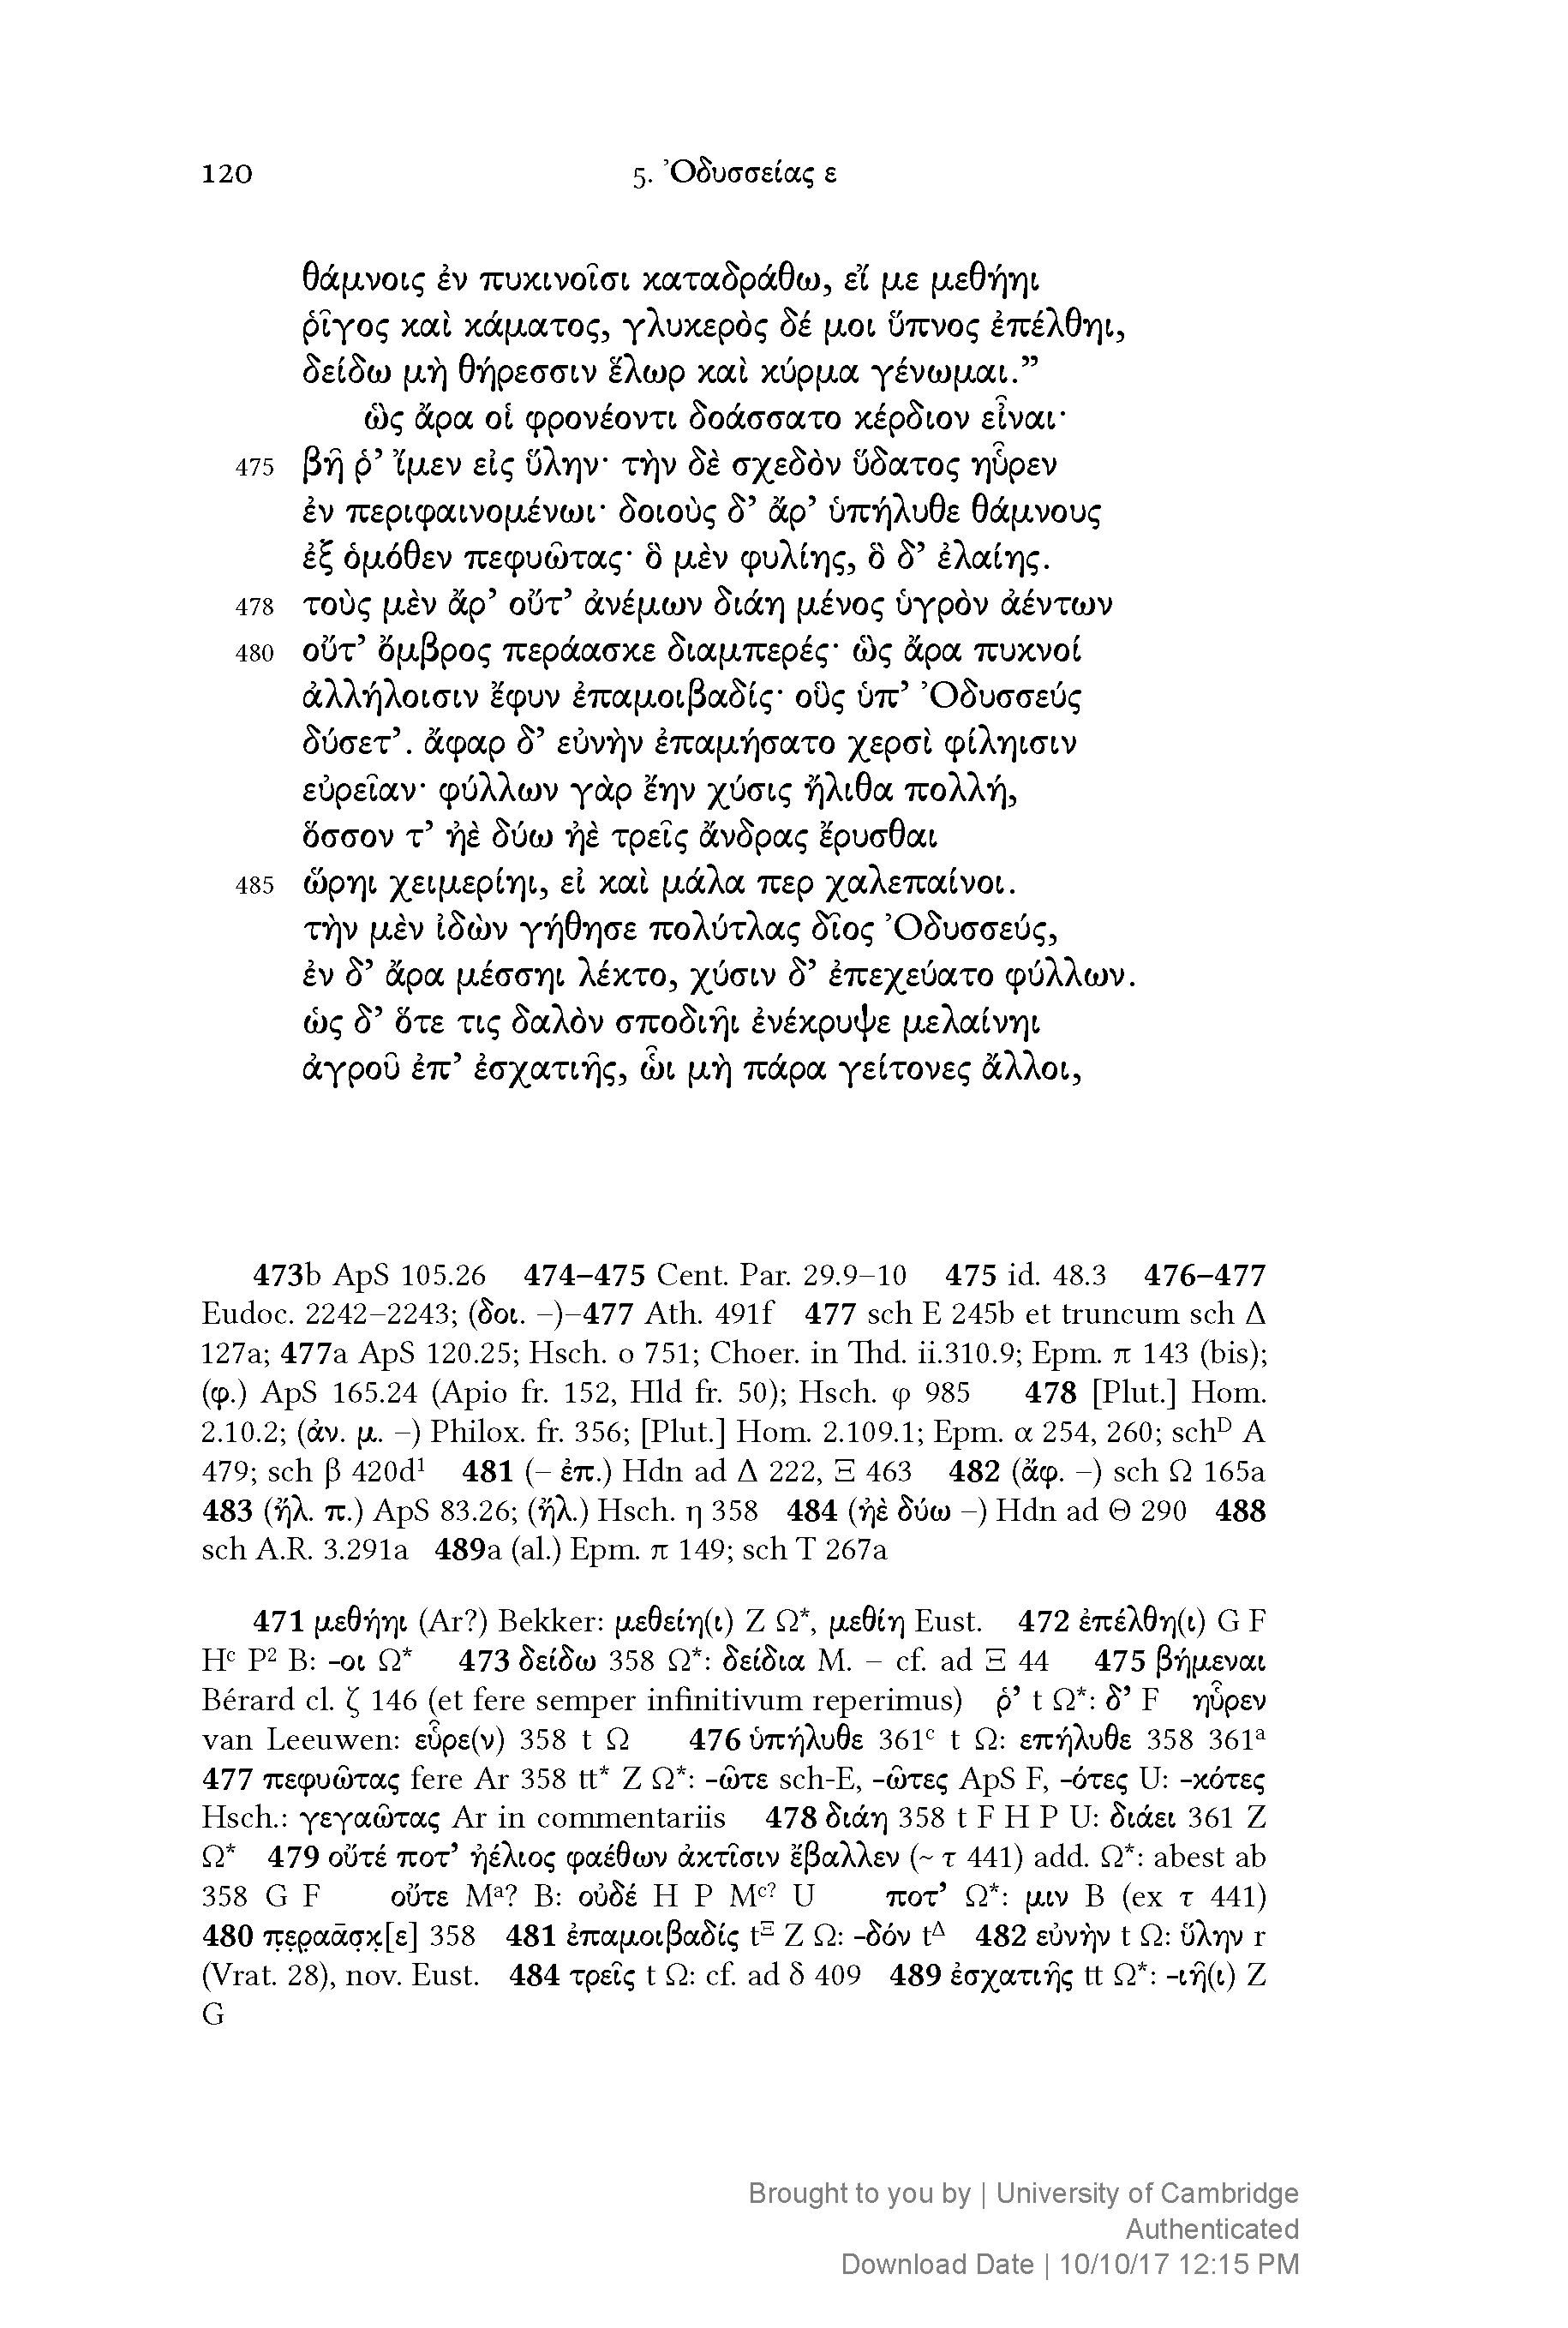 120 5. Ὀδυσσείας ε
θάμνοις ἐν πυκινοῖσι καταδράθω, εἴ με μεθήηι
ῥῖγος καὶ κάματος, γλυκερὸς δέ μοι ὕπνος ἐπέλθηι,
δείδω μὴ θήρεσσιν ἕλωρ καὶ κύρμα γένωμαι.”
ὣς ἄρα οἱ φρονέοντι δοάσσατο κέρδιον εἶναι·
475 βῆ ῥ’ ἴμεν εἰς ὕλην· τὴν δὲ σχεδὸν ὕδατος ηὗρεν
ἐν περιφαινομένωι· δοιοὺς δ’ ἄρ’ ὑπήλυθε θάμνους
ἐξ ὁμόθεν πεφυῶτας· ὃ μὲν φυλίης, ὃ δ’ ἐλαίης.
478 τοὺς μὲν ἄρ’ οὔτ’ ἀνέμων διάη μένος ὑγρὸν ἀέντων
480 οὔτ’ ὄμβρος περάασκε διαμπερές· ὣς ἄρα πυκνοί
ἀλλήλοισιν ἔφυν ἐπαμοιβαδίς· οὓς ὑπ’ Ὀδυσσεύς
δύσετ’. ἄφαρ δ’ εὐνὴν ἐπαμήσατο χερσὶ φίληισιν
εὐρεῖαν· φύλλων γὰρ ἔην χύσις ἤλιθα πολλή,
ὅσσον τ’ ἠὲ δύω ἠὲ τρεῖς ἄνδρας ἔρυσθαι
485 ὥρηι χειμερίηι, εἰ καὶ μάλα περ χαλεπαίνοι.
τὴν μὲν ἰδὼν γήθησε πολύτλας δῖος Ὀδυσσεύς,
ἐν δ’ ἄρα μέσσηι λέκτο, χύσιν δ’ ἐπεχεύατο φύλλων.
ὡς δ’ ὅτε τις δαλὸν σποδιῆι ἐνέκρυψε μελαίνηι
ἀγροῦ ἐπ’ ἐσχατιῆς, ὧι μὴ πάρα γείτονες ἄλλοι,
473b ApS 105.26 474–475 Cent. Par. 29.9–10 475 id. 48.3 476–477
Eudoc. 2242–2243; (δοι. –)–477 Ath. 491f 477 sch E 245b et truncum sch Δ
127a; 477a ApS 120.25; Hsch. ο 751; Choer. in Thd. ii.310.9; Epm. π 143 (bis);
(φ.) ApS 165.24 (Apio fr. 152, Hld fr. 50); Hsch. φ 985 478 [Plut.] Hom.
2.10.2; (ἀν. μ. –) Philox. fr. 356; [Plut.] Hom. 2.109.1; Epm. α 254, 260; schᴰ A
479; sch β 420d¹ 481 (– ἐπ.) Hdn ad Δ 222, Ξ 463 482 (ἄφ. –) sch Ω 165a
483 (ἤλ. π.) ApS 83.26; (ἤλ.) Hsch. η 358 484 (ἠὲ δύω –) Hdn ad Θ 290 488
sch A.R. 3.291a 489a (al.) Epm. π 149; sch T 267a
471 μεθήηι (Ar?) Bekker: μεθείη(ι) Z Ω*, μεθίη Eust. 472 ἐπέλθη(ι) G F
Hᶜ P² B: -οι Ω* 473 δείδω 358 Ω*: δείδια M. – cf. ad Ξ 44 475 βήμεναι
Bérard cl. ζ 146 (et fere semper infinitivum reperimus) ῥ’ t Ω*: δ’ F ηὗρεν
van Leeuwen: εὗρε(ν) 358 t Ω 476 ὑπήλυθε 361ᶜ t Ω: επήλυθε 358 361ᵃ
477 πεφυῶτας fere Ar 358 tt* Z Ω*: -ῶτε sch-E, -ῶτες ApS F, -ότες U: -κότες
Hsch.: γεγαῶτας Ar in commentariis 478 διάη 358 t F H P U: διάει 361 Z
Ω* 479 οὔτέ ποτ’ ἠέλιος φαέθων ἀκτῖσιν ἔβαλλεν (~ τ 441) add. Ω*: abest ab
358 G F οὔτε Mᵃ? B: οὐδέ H P Mᶜ? U ποτ’ Ω*: μιν B (ex τ 441)
480 π̣ε̣ρ̣αᾱσ̣κ̣[ε] 358 481 ἐπαμοιβαδίς tᶊ Z Ω: -δόν tᐞ 482 εὐνὴν t Ω: ὕλην r
(Vrat. 28), nov. Eust. 484 τρεῖς t Ω: cf. ad δ 409 489 ἐσχατιῆς tt Ω*: -ιῆ(ι) Z
G
Brought to you by | University of Cambridge
Authenticated
Download Date | 10/10/17 12:15 PM